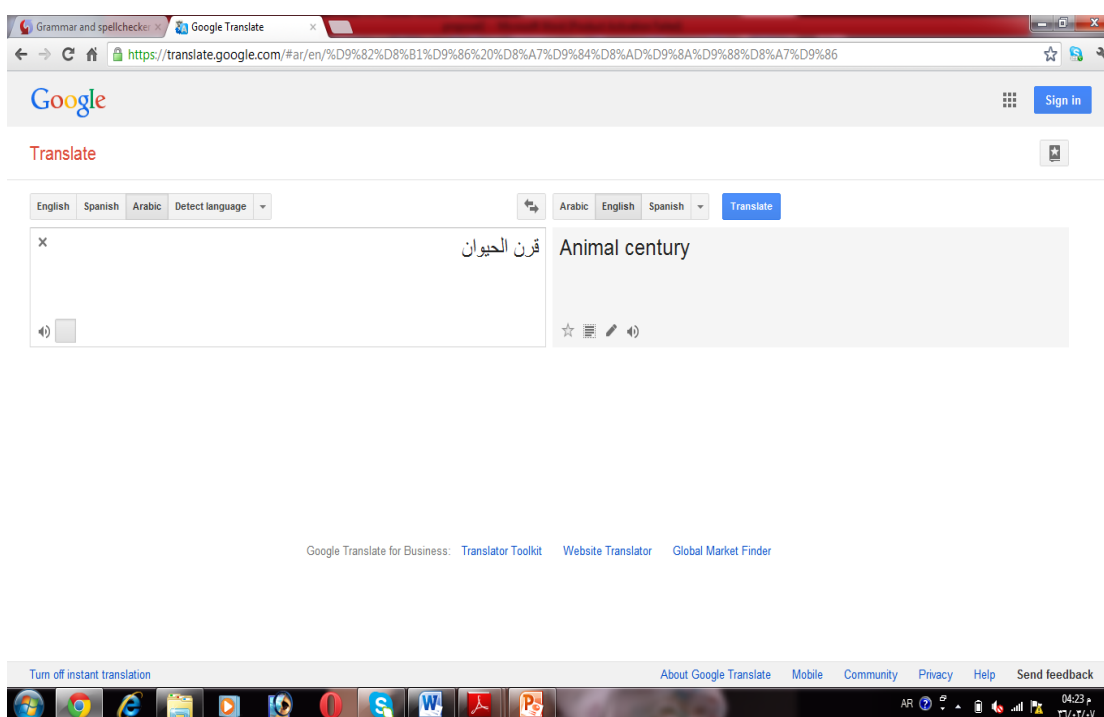 Grammar and spellchecker
Google Translate
https://translate.google.com/#ar/en/%D9%82%D8%B1%D9%86%20%D8%A7%D9%84%D8%AD%D9%8A%D9%88%D8%A7%D9%86
Google
Sign in
Translate
English Spanish Arabic Detect language
Arabic English Spanish Translate
قرن الحيوان
Animal century
Google Translate for Business: Translator Toolkit Website Translator Global Market Finder
Turn off instant translation
About Google Translate Mobile Community Privacy Help Send feedback
AR
04:23 م